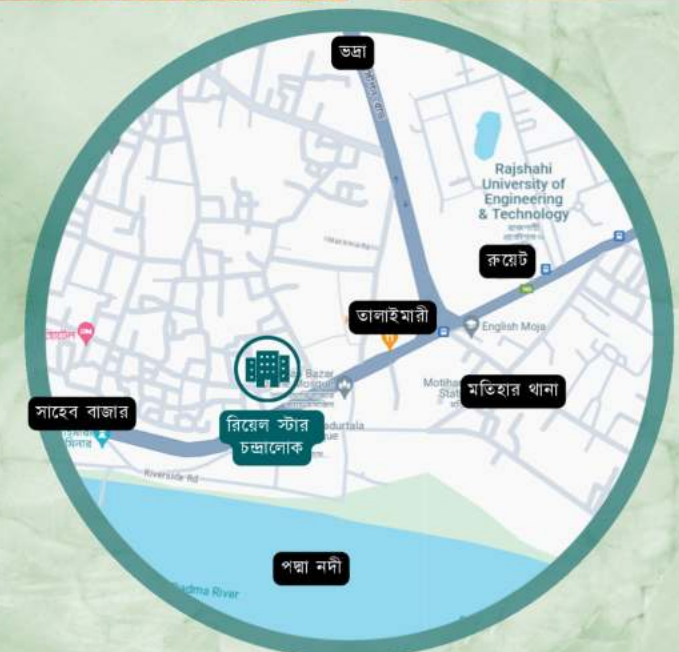 ভদ্রা
Rajshahi
University of
Engineering
& Technology
রুয়েট
তালাইমারী
English Moja
মতিহার থানা
সাহেব বাজার
রিয়েল স্টার
চন্দ্রালোক
Riverside Rd
পদ্মা নদী
Padma River